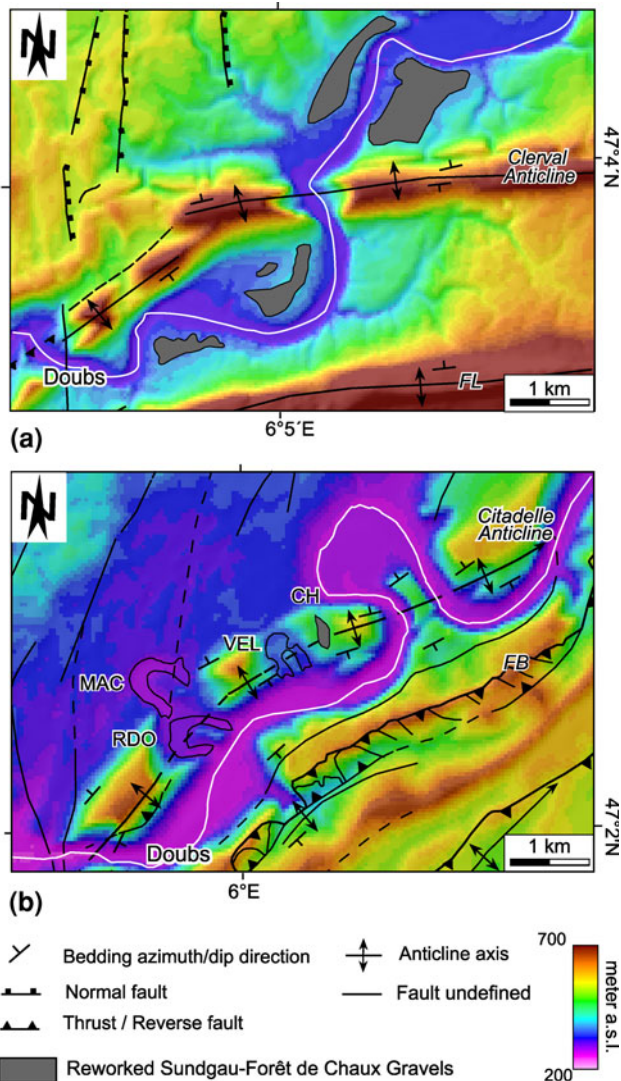 N
Clerval
Anticline
47°4'N
Doubs
FL
1 km
(a)
6°5'E
N
Citadelle
Anticline
CH
VEL
MAC
FB
RDO
Doubs
47°2'N
1 km
(b)
6°E
Bedding azimuth/dip direction
Anticline axis
700
Normal fault
Fault undefined
meter a.s.l.
Thrust / Reverse fault
Reworked Sundgau-Forêt de Chaux Gravels
200